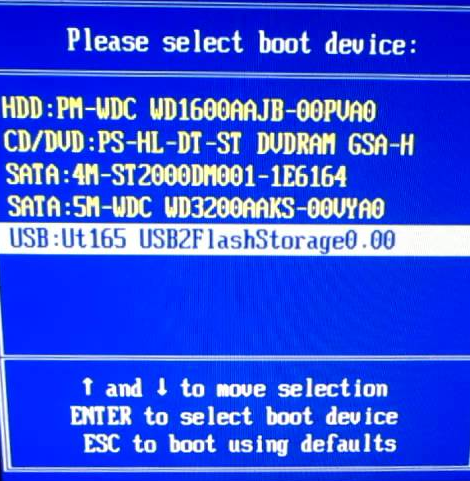 Please select boot device:
HDD:PM-WDC WD1600AAJB-00PVA0
CD/DVD:PS-HL-DT-ST DVDRAM GSA-H
SATA:4M-ST2000DM001-1E6164
SATA:5M-WDC WD3200AAKS-00VYA0
USB:Ut165 USB2FlashStorage0.00
↑ and ↓ to move selection
ENTER to select boot device
ESC to boot using defaults